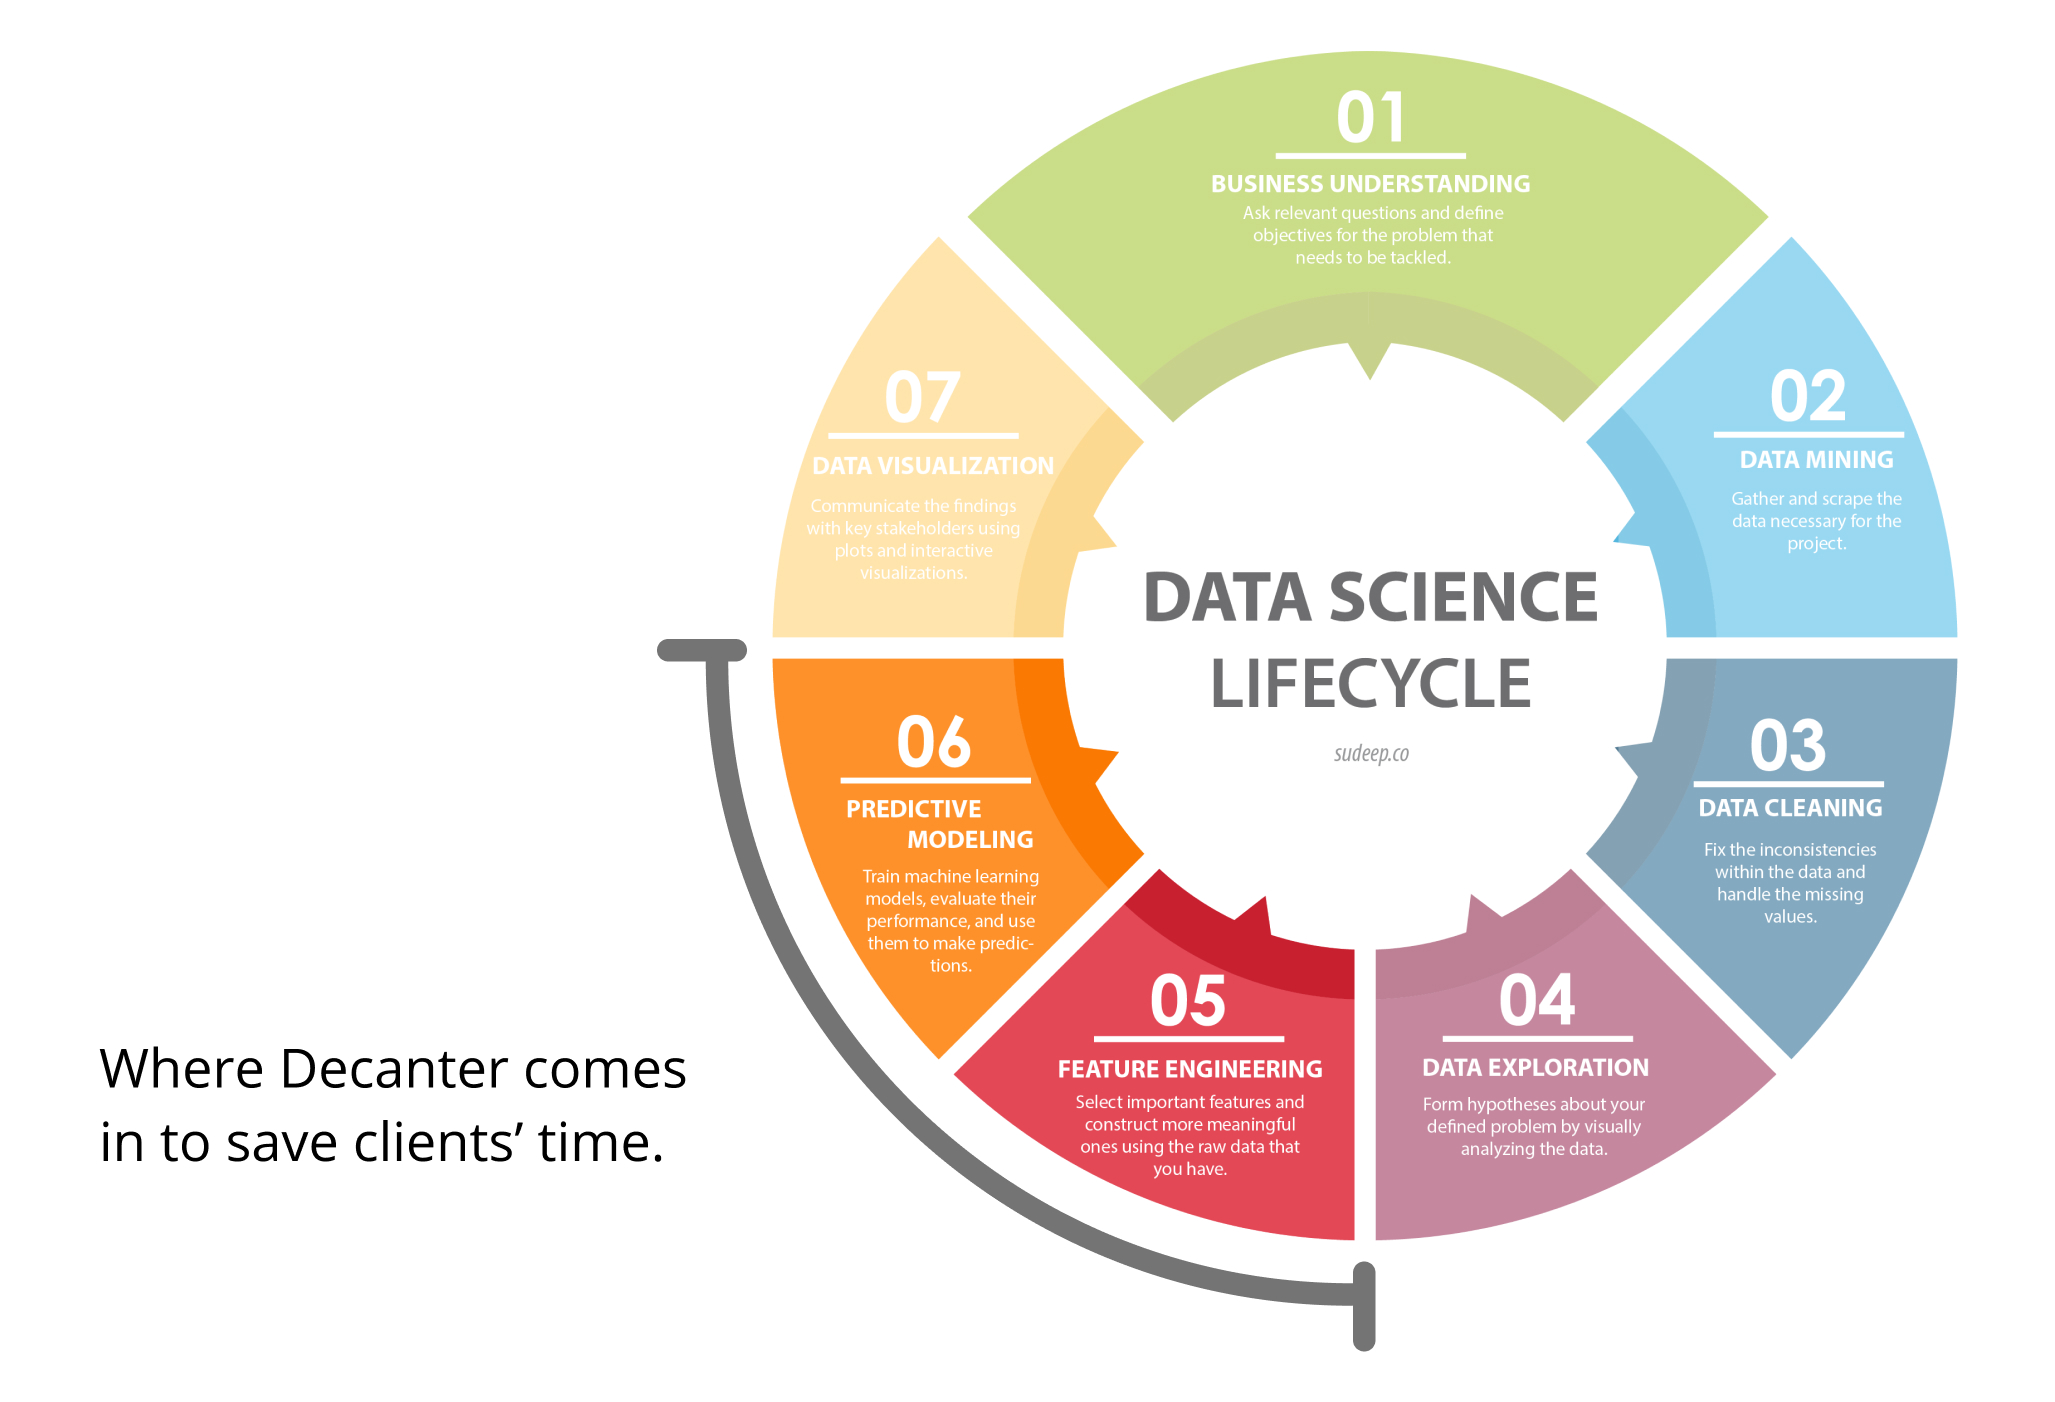 01
BUSINESS UNDERSTANDING
Ask relevant questions and define
objectives for the problem that
needs to be tackled.
02
DATA MINING
Gather and scrape the
data necessary for the
project.
03
DATA CLEANING
Fix the inconsistencies
within the data and
handle the missing
values.
04
DATA EXPLORATION
Form hypotheses about your
defined problem by visually
analyzing the data.
05
FEATURE ENGINEERING
Select important features and
construct more meaningful
ones using the raw data that
you have.
06
PREDICTIVE
MODELING
Train machine learning
models, evaluate their
performance, and use
them to make predic-
tions.
07
DATA VISUALIZATION
Communicate the findings
with key stakeholders using
plots and interactive
visualizations.
DATA SCIENCE
LIFECYCLE
sudeep.co
Where Decanter comes
in to save clients’ time.